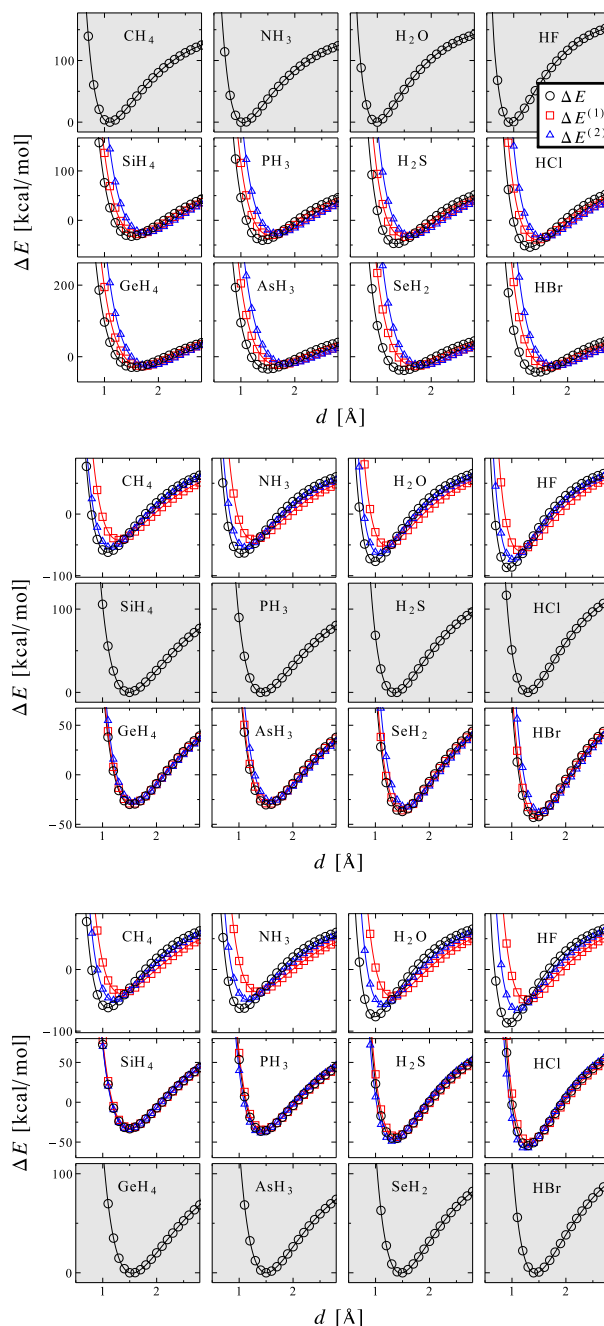 CH4 NH3 H2O HF
100
0
ΔE
ΔE(1)
ΔE(2)
SiH4 PH3 H2S HCl
100
0
GeH4 AsH3 SeH2 HBr
200
0
1 2 1 2 1 2 1 2
ΔE [kcal/mol]
d [Å]
CH4 NH3 H2O HF
0
−100
SiH4 PH3 H2S HCl
100
0
GeH4 AsH3 SeH2 HBr
50
0
−50
1 2 1 2 1 2 1 2
ΔE [kcal/mol]
d [Å]
CH4 NH3 H2O HF
0
−100
SiH4 PH3 H2S HCl
50
0
−50
GeH4 AsH3 SeH2 HBr
100
0
1 2 1 2 1 2 1 2
ΔE [kcal/mol]
d [Å]